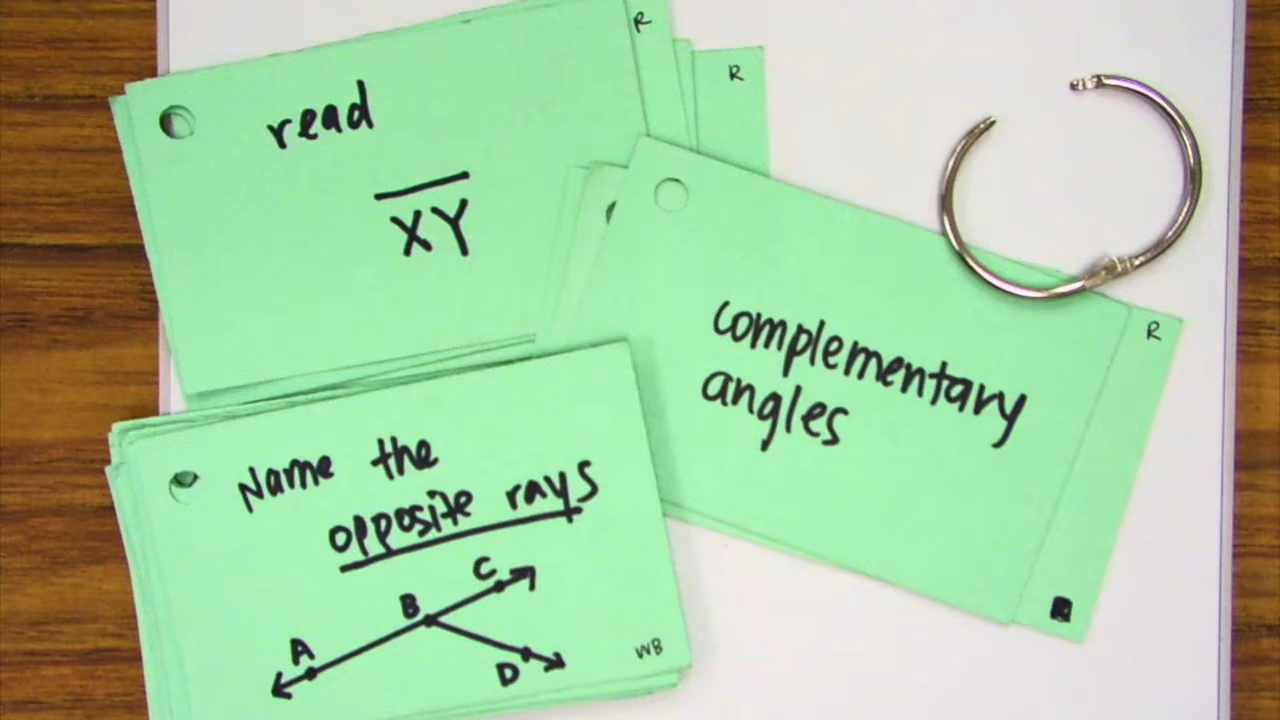 R
R
read
XY
complementary
angles
R
Name the
opposite rays
C
B
A
D
WB